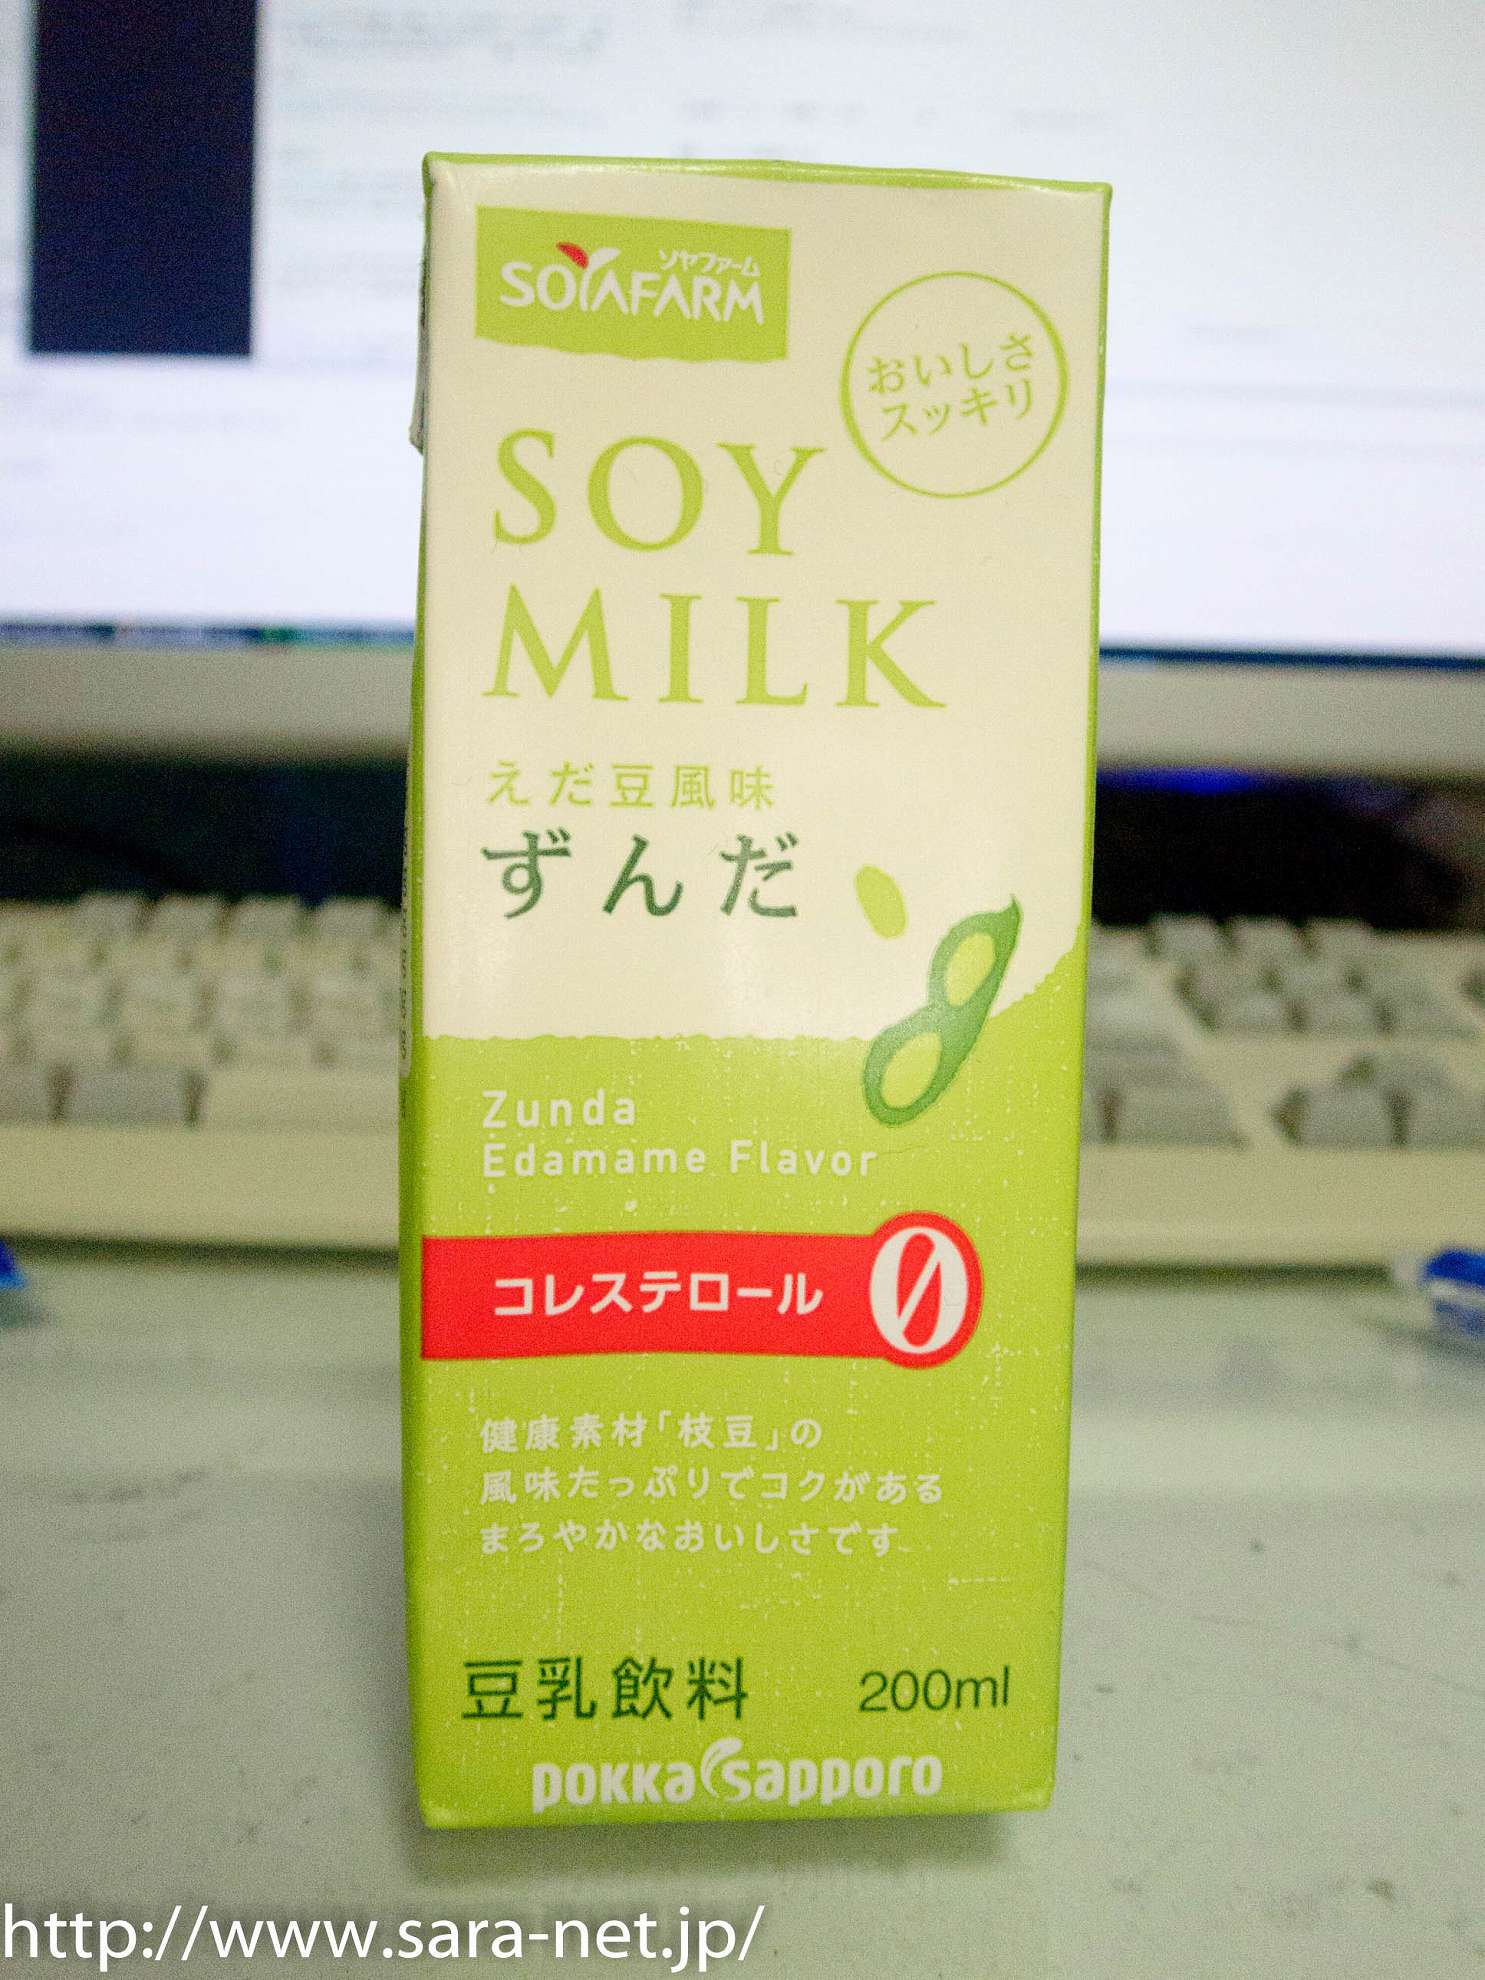 ソヤファーム
SOYAFARM
おいしさ
スッキリ
SOY
MILK
えだ豆風味
ずんだ
Zunda
Edamame Flavor
コレステロール 0
健康素材「枝豆」の
風味たっぷりでコクがある
まろやかなおいしさです
豆乳飲料 200ml
POKKA sapporo
http://www.sara-net.jp/